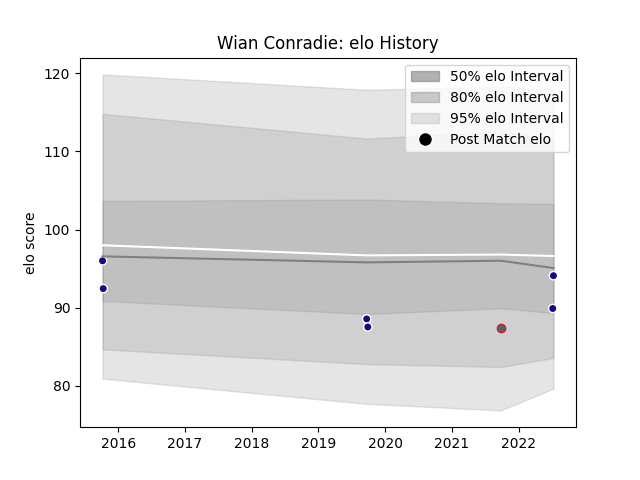 Wian Conradie: elo History
50% elo Interval
80% elo Interval
95% elo Interval
Post Match elo
elo score
120
110
100
90
80
2016 2017 2018 2019 2020 2021 2022